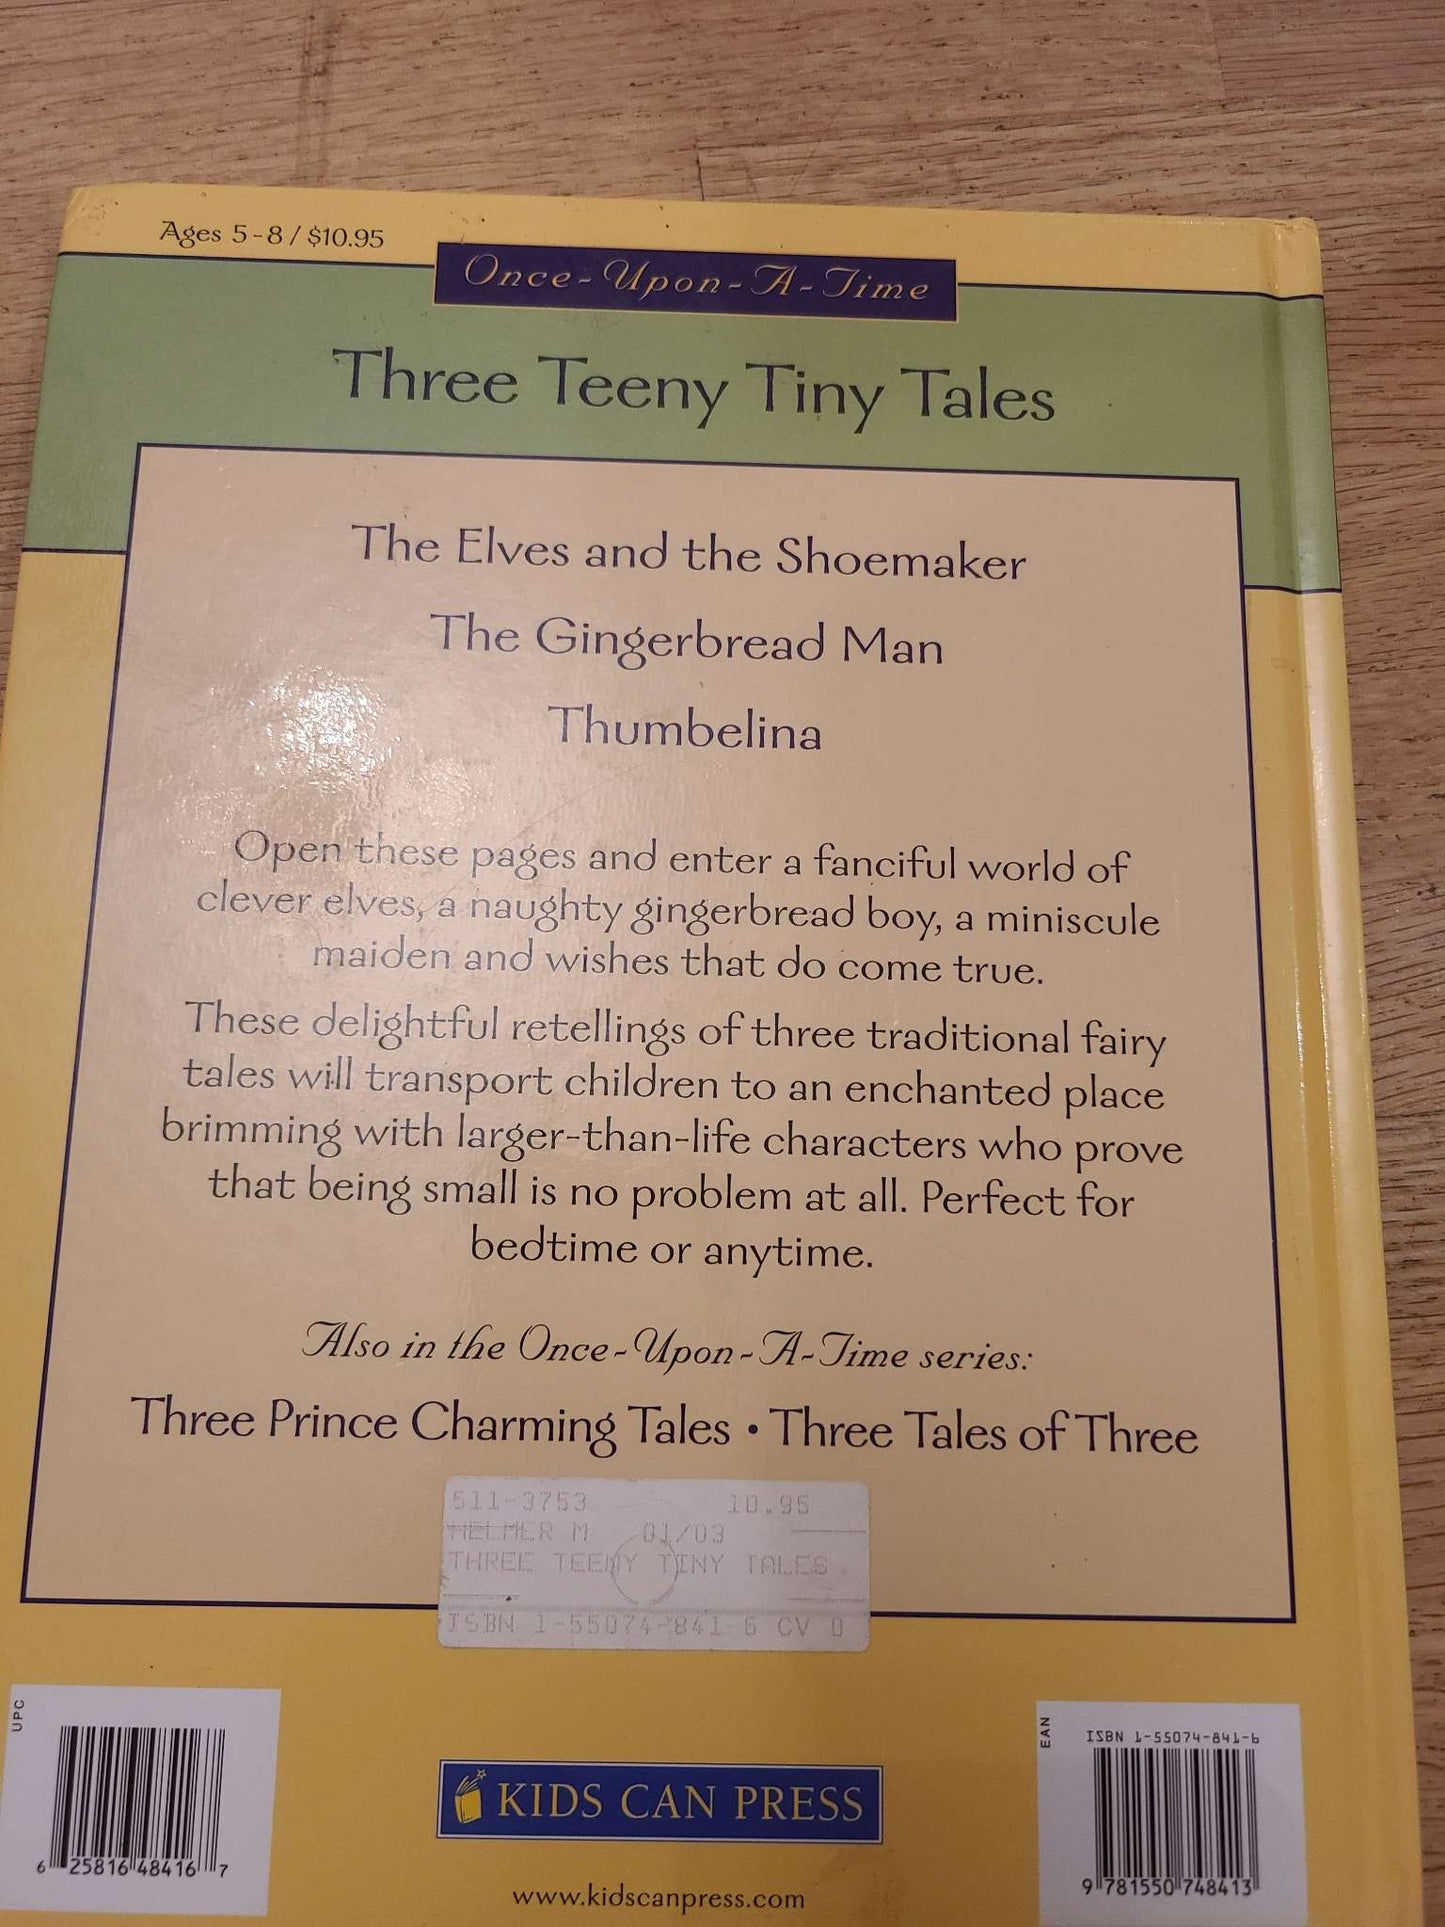 Ages 5-8 / $10.95
Once-Upon-A-Time
Three Teeny Tiny Tales
The Elves and the Shoemaker
The Gingerbread Man
Thumbelina
Open these pages and enter a fanciful world of
clever elves, a naughty gingerbread boy, a miniscule
maiden and wishes that do come true.
These delightful retellings of three traditional fairy
tales will transport children to an enchanted place
brimming with larger-than-life characters who prove
that being small is no problem at all. Perfect for
bedtime or anytime.
Also in the Once-Upon-A-Time series:
Three Prince Charming Tales • Three Tales of Three
511-3753 10.95
HELMER M 01/03
THREE TEENY TINY TALES
ISBN 1-55074-841 6 CV 0
UPC
6 25816 48416 7
KIDS CAN PRESS
www.kidscanpress.com
EAN
ISBN 1-55074-841-6
9 781550 748413